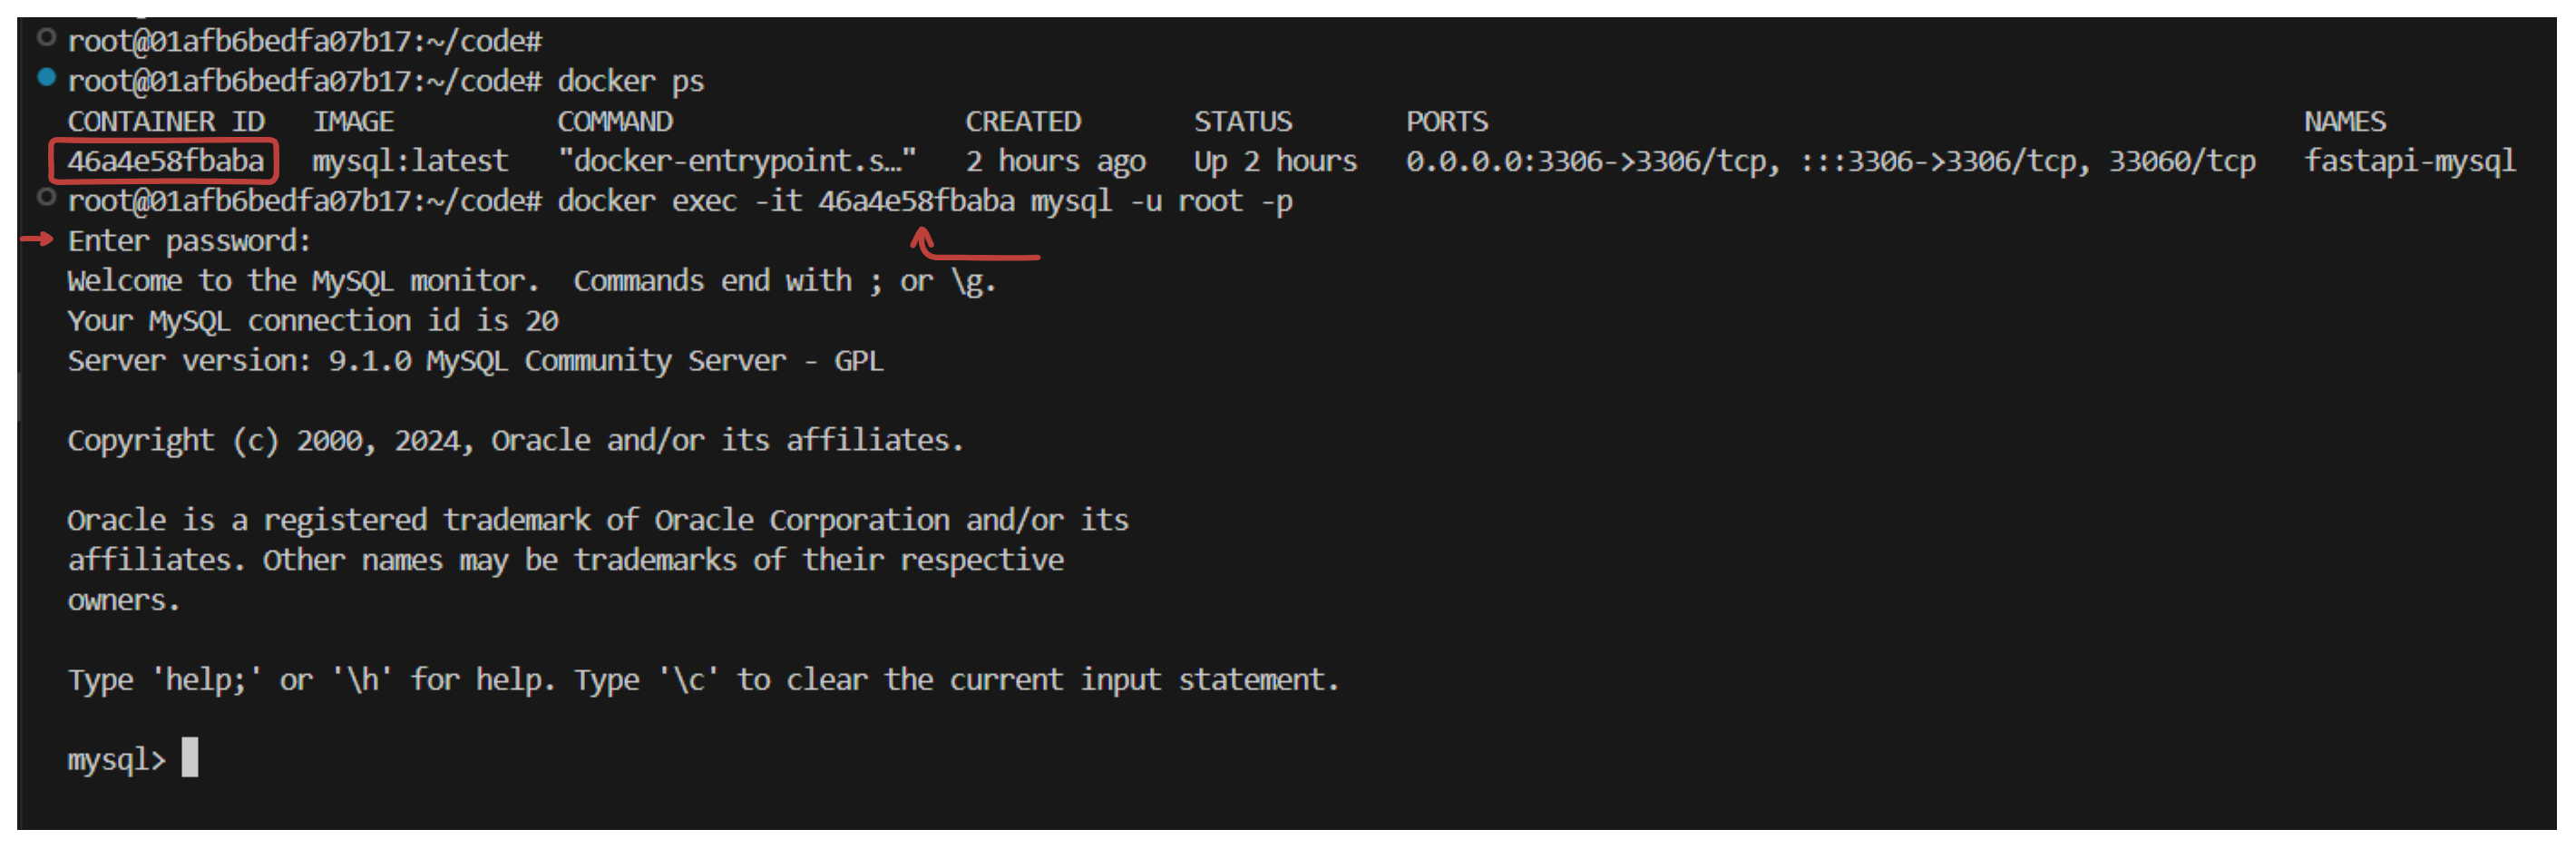 root@01afb6bedfa07b17:~/code#
root@01afb6bedfa07b17:~/code# docker ps
CONTAINER ID   IMAGE          COMMAND                  CREATED       STATUS       PORTS                                                  NAMES
46a4e58fbaba   mysql:latest   "docker-entrypoint.s…"   2 hours ago   Up 2 hours   0.0.0.0:3306->3306/tcp, :::3306->3306/tcp, 33060/tcp   fastapi-mysql
root@01afb6bedfa07b17:~/code# docker exec -it 46a4e58fbaba mysql -u root -p
Enter password:
Welcome to the MySQL monitor.  Commands end with ; or \g.
Your MySQL connection id is 20
Server version: 9.1.0 MySQL Community Server - GPL
Copyright (c) 2000, 2024, Oracle and/or its affiliates.
Oracle is a registered trademark of Oracle Corporation and/or its
affiliates. Other names may be trademarks of their respective
owners.
Type 'help;' or '\h' for help. Type '\c' to clear the current input statement.
mysql>